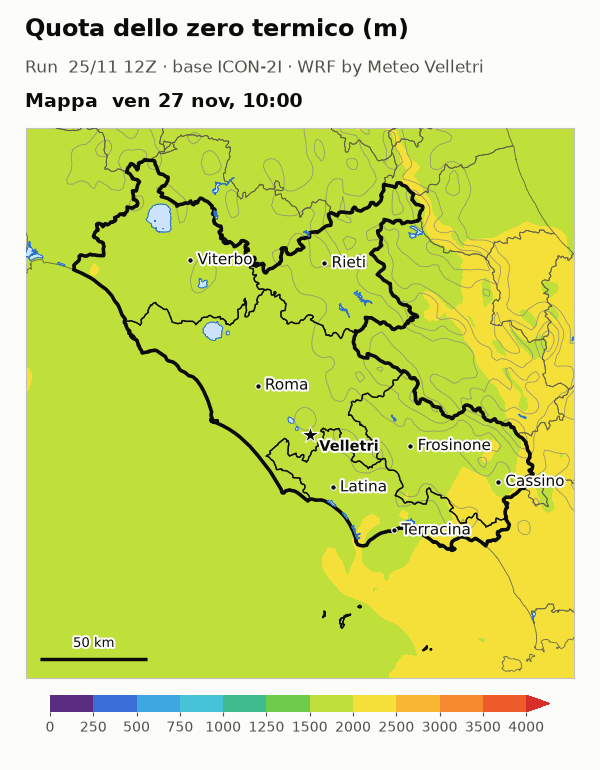 Quota dello zero termico (m)
Run  25/11 12Z · base ICON-2I · WRF by Meteo Velletri
Mappa  ven 27 nov, 10:00
Viterbo
Rieti
Roma
Velletri
Frosinone
Latina
Cassino
Terracina
50 km
0 250 500 750 1000 1250 1500 2000 2500 3000 3500 4000